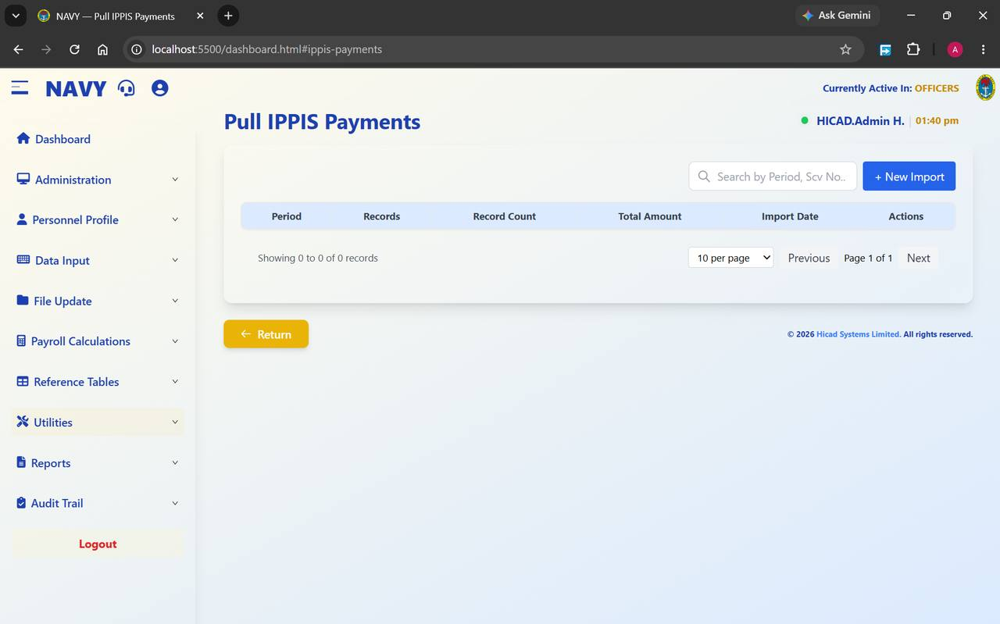 NAVY — Pull IPPIS Payments
Ask Gemini
localhost:5500/dashboard.html#ippis-payments
A
NAVY
Currently Active In: OFFICERS
Pull IPPIS Payments
HICAD.Admin H. | 01:40 pm
Dashboard
Administration
Personnel Profile
Data Input
File Update
Payroll Calculations
Reference Tables
Utilities
Reports
Audit Trail
Logout
Search by Period, Scv No..
+ New Import
Period Records Record Count Total Amount Import Date Actions
Showing 0 to 0 of 0 records
10 per page
Previous
Page 1 of 1
Next
← Return
© 2026 Hicad Systems Limited. All rights reserved.